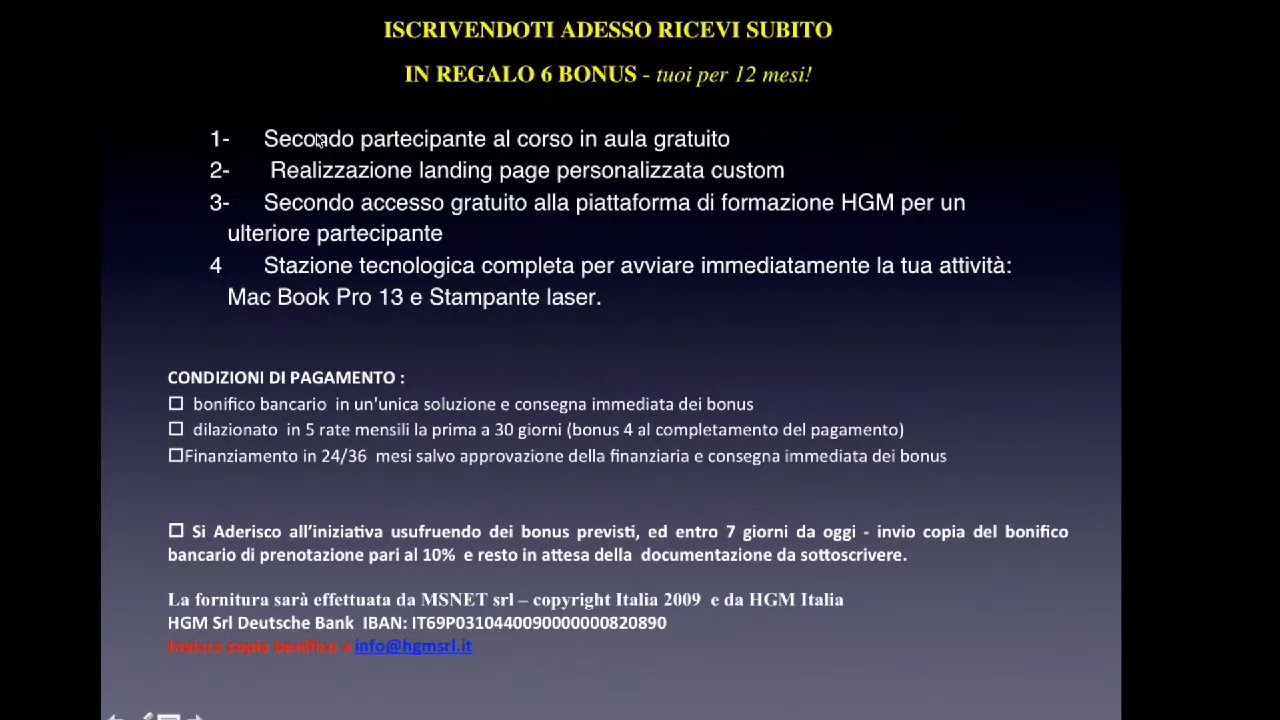 ISCRIVENDOTI ADESSO RICEVI SUBITO
IN REGALO 6 BONUS - tuoi per 12 mesi!
1- Secondo partecipante al corso in aula gratuito
2- Realizzazione landing page personalizzata custom
3- Secondo accesso gratuito alla piattaforma di formazione HGM per un
ulteriore partecipante
4 Stazione tecnologica completa per avviare immediatamente la tua attività:
Mac Book Pro 13 e Stampante laser.
CONDIZIONI DI PAGAMENTO :
☐ bonifico bancario in un'unica soluzione e consegna immediata dei bonus
☐ dilazionato in 5 rate mensili la prima a 30 giorni (bonus 4 al completamento del pagamento)
☐Finanziamento in 24/36 mesi salvo approvazione della finanziaria e consegna immediata dei bonus
☐ Si Aderisco all'iniziativa usufruendo dei bonus previsti, ed entro 7 giorni da oggi - invio copia del bonifico
bancario di prenotazione pari al 10% e resto in attesa della documentazione da sottoscrivere.
La fornitura sarà effettuata da MSNET srl – copyright Italia 2009 e da HGM Italia
HGM Srl Deutsche Bank IBAN: IT69P0310440090000000820890
Inviare copia bonifico a info@hgmsrl.it